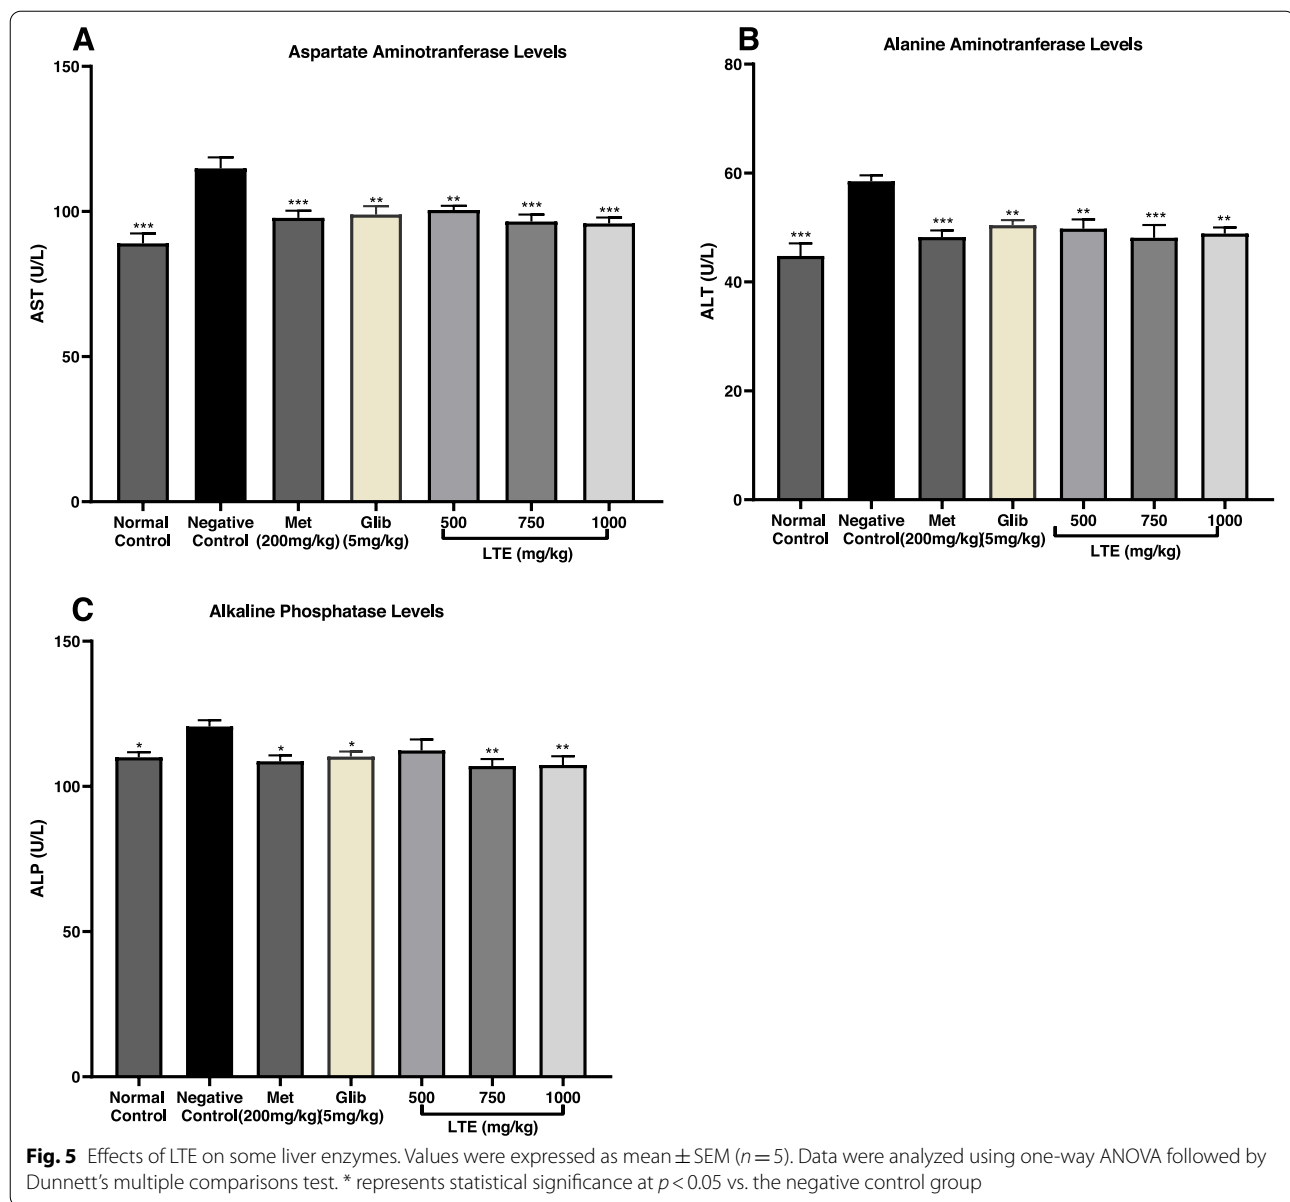 A
Aspartate Aminotranferase Levels
150
100
50
0
AST (U/L)
***
***
**
**
***
***
Normal Control
Negative Control
Met (200mg/kg)
Glib (5mg/kg)
500
750
1000
LTE (mg/kg)
B
Alanine Aminotranferase Levels
80
60
40
20
0
ALT (U/L)
***
***
**
**
***
**
Normal Control
Negative Control
Met (200mg/kg)
Glib (5mg/kg)
500
750
1000
LTE (mg/kg)
C
Alkaline Phosphatase Levels
150
100
50
0
ALP (U/L)
*
*
*
**
**
Normal Control
Negative Control
Met (200mg/kg)
Glib (5mg/kg)
500
750
1000
LTE (mg/kg)
Fig. 5 Effects of LTE on some liver enzymes. Values were expressed as mean ± SEM (n = 5). Data were analyzed using one-way ANOVA followed by
Dunnett’s multiple comparisons test. * represents statistical significance at p < 0.05 vs. the negative control group